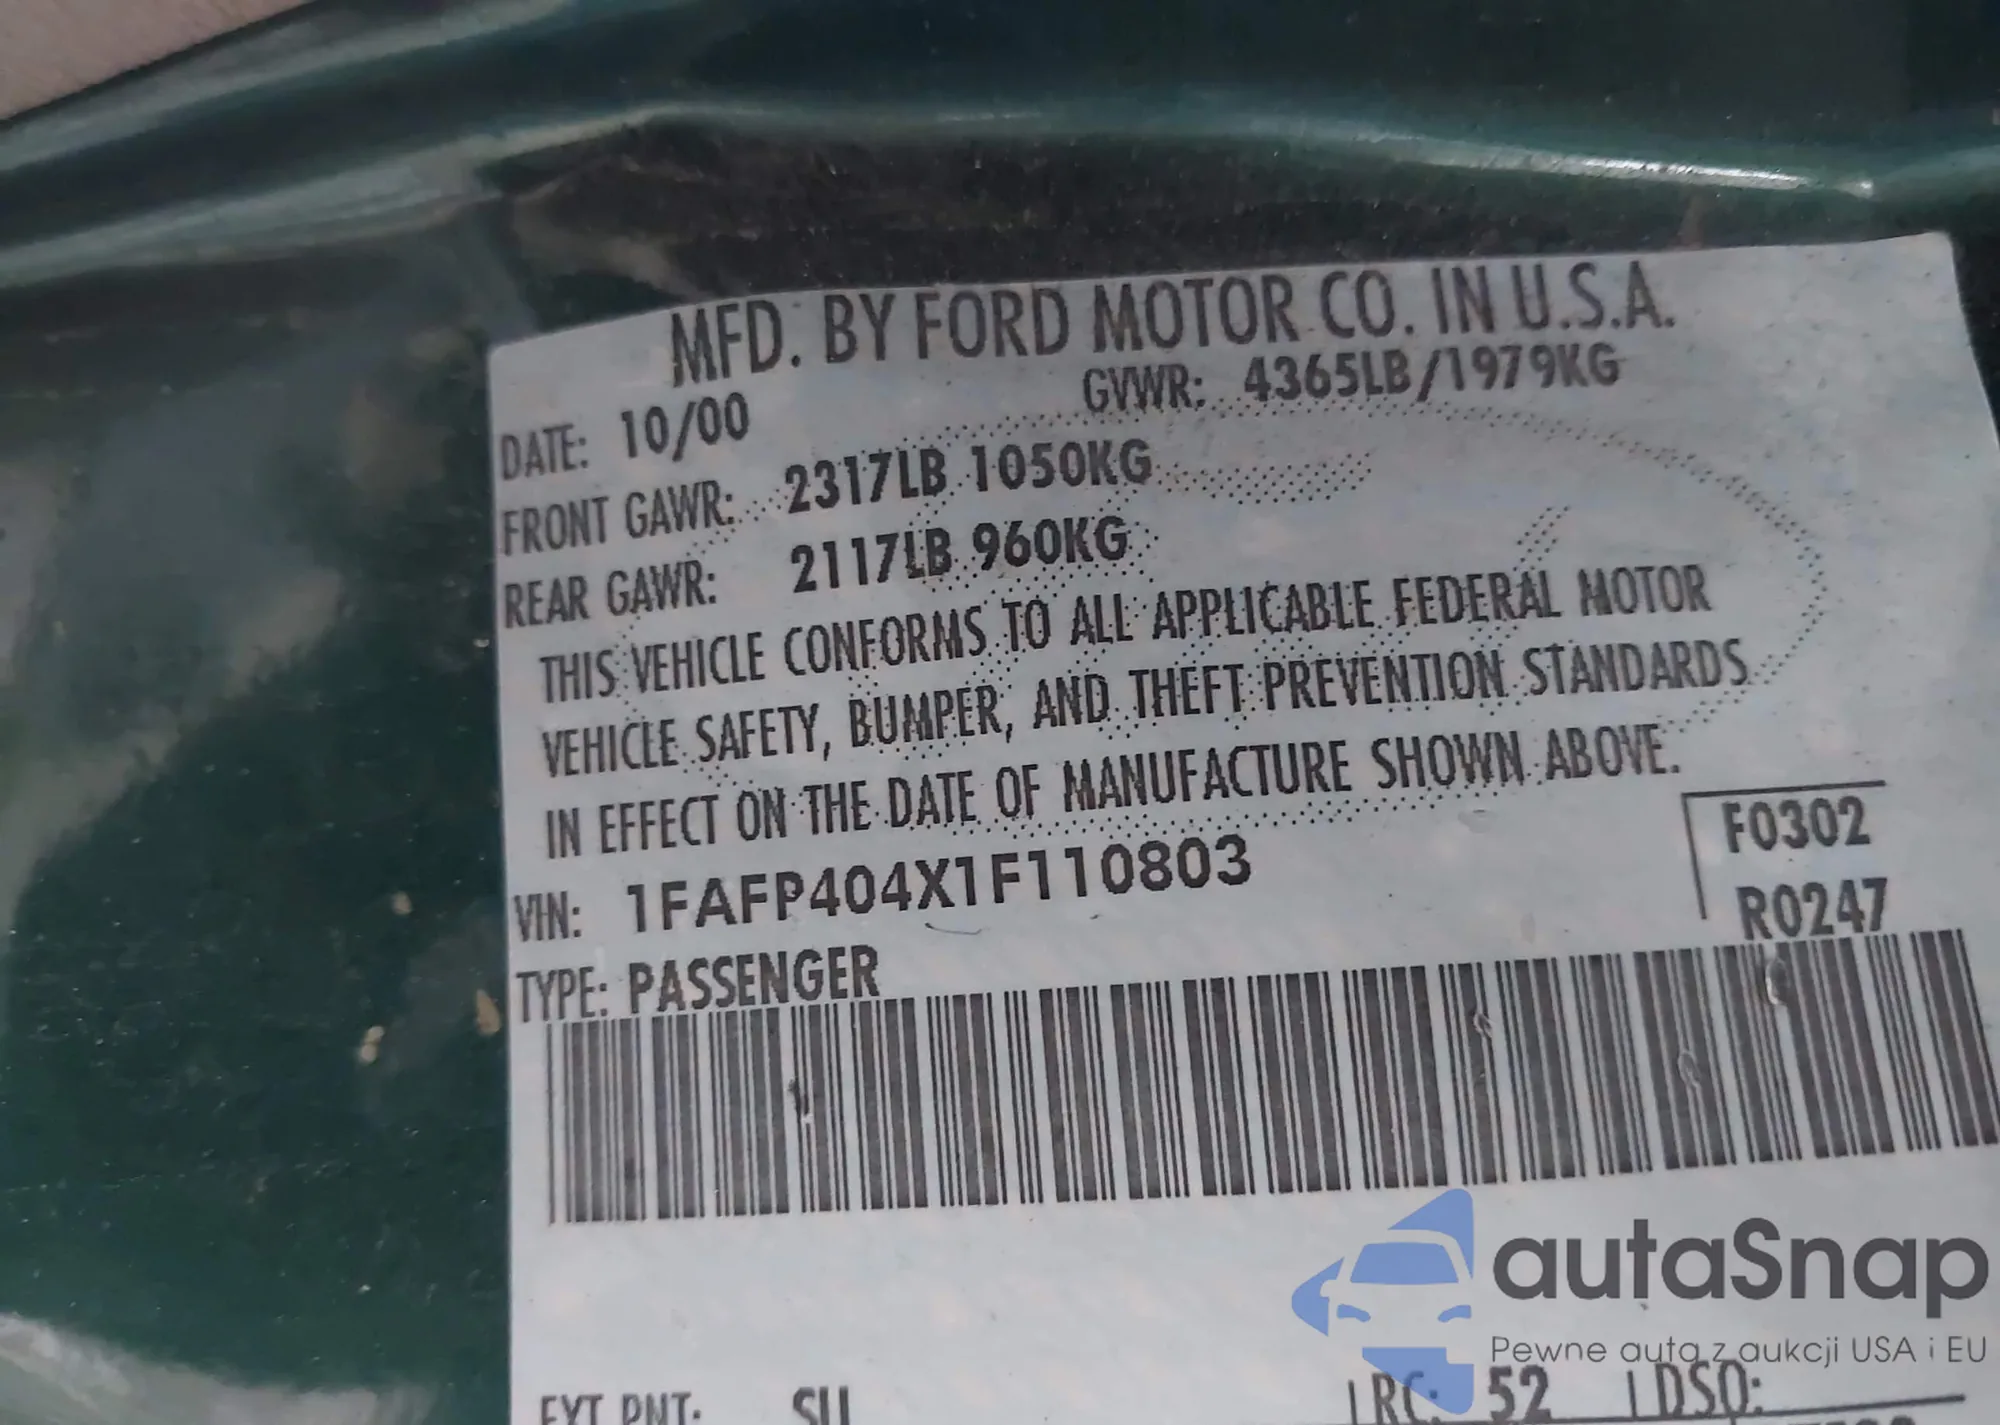 MFD. BY FORD MOTOR CO. IN U.S.A.
DATE: 10/00 GVWR: 4365LB/1979KG
FRONT GAWR: 2317LB 1050KG
REAR GAWR: 2117LB 960KG
THIS VEHICLE CONFORMS TO ALL APPLICABLE FEDERAL MOTOR
VEHICLE SAFETY, BUMPER, AND THEFT PREVENTION STANDARDS
IN EFFECT ON THE DATE OF MANUFACTURE SHOWN ABOVE.
F0302
VIN: 1FAFP404X1F110803
R0247
TYPE: PASSENGER
autaSnap
Pewne auta z aukcji USA i EU
EXT PNT: SU RC: 52 DSO: